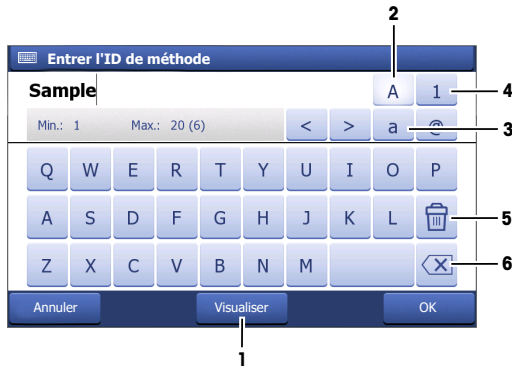 2
Entrer l'ID de méthode
Sample A 1 4
Min.: 1 Max.: 20 (6) < > a @ 3
Q W E R T Y U I O P
A S D F G H J K L 5
Z X C V B N M 6
Annuler Visualiser OK
1